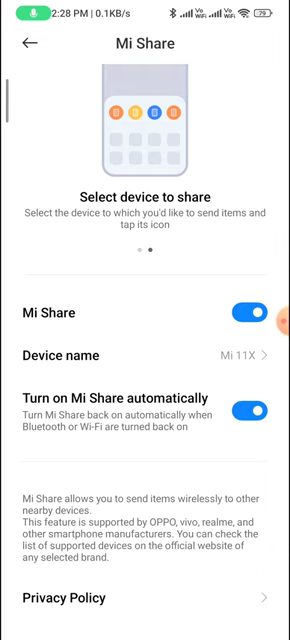 2:28 PM | 0.1KB/s Vo WiFi Vo WiFi 79
Mi Share
Select device to share
Select the device to which you'd like to send items and
tap its icon
Mi Share
Device name Mi 11X
Turn on Mi Share automatically
Turn Mi Share back on automatically when
Bluetooth or Wi-Fi are turned back on
Mi Share allows you to send items wirelessly to other
nearby devices.
This feature is supported by OPPO, vivo, realme, and
other smartphone manufacturers. You can check the
list of supported devices on the official website of
any selected brand.
Privacy Policy